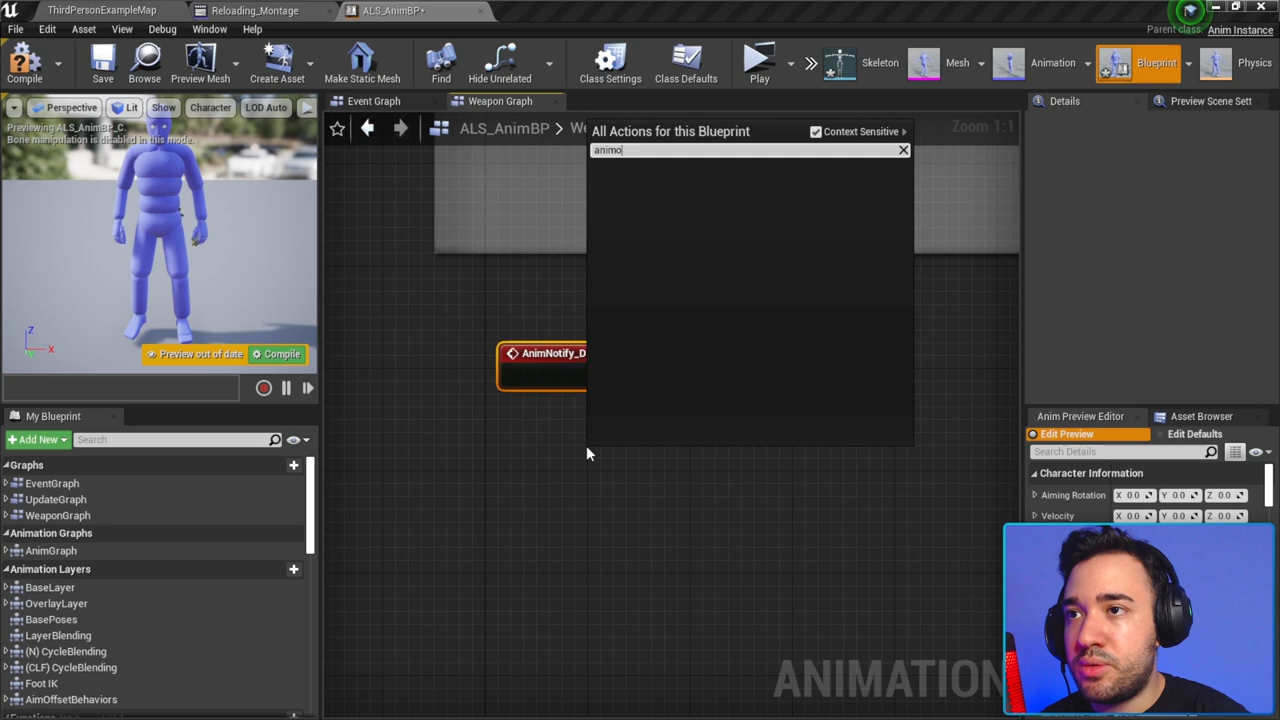 ThirdPersonExampleMap
Reloading_Montage
ALS_AnimBP•
File Edit Asset View Debug Window Help
Parent class: Anim Instance
Compile
Save
Browse
Preview Mesh
Create Asset
Make Static Mesh
Find
Hide Unrelated
Class Settings
Class Defaults
Play
Skeleton
Mesh
Animation
Blueprint
Physics
Perspective
Lit
Show
Character
LOD Auto
Previewing ALS_AnimBP_C.
Bone manipulation is disabled in this mode.
Z
X
Preview out of date
Compile
Event Graph
Weapon Graph
ALS_AnimBP > We
Zoom 1:1
All Actions for this Blueprint
Context Sensitive
animo
AnimNotify_D
ANIMATION
My Blueprint
Add New
Search
Graphs
EventGraph
UpdateGraph
WeaponGraph
Animation Graphs
AnimGraph
Animation Layers
BaseLayer
OverlayLayer
BasePoses
LayerBlending
(N) CycleBlending
(CLF) CycleBlending
Foot IK
AimOffsetBehaviors
Details
Preview Scene Sett
Anim Preview Editor
Asset Browser
Edit Preview
Edit Defaults
Search Details
Character Information
Aiming Rotation X 0.0 Y 0.0 Z 0.0
Velocity X 0.0 Y 0.0 Z 0.0